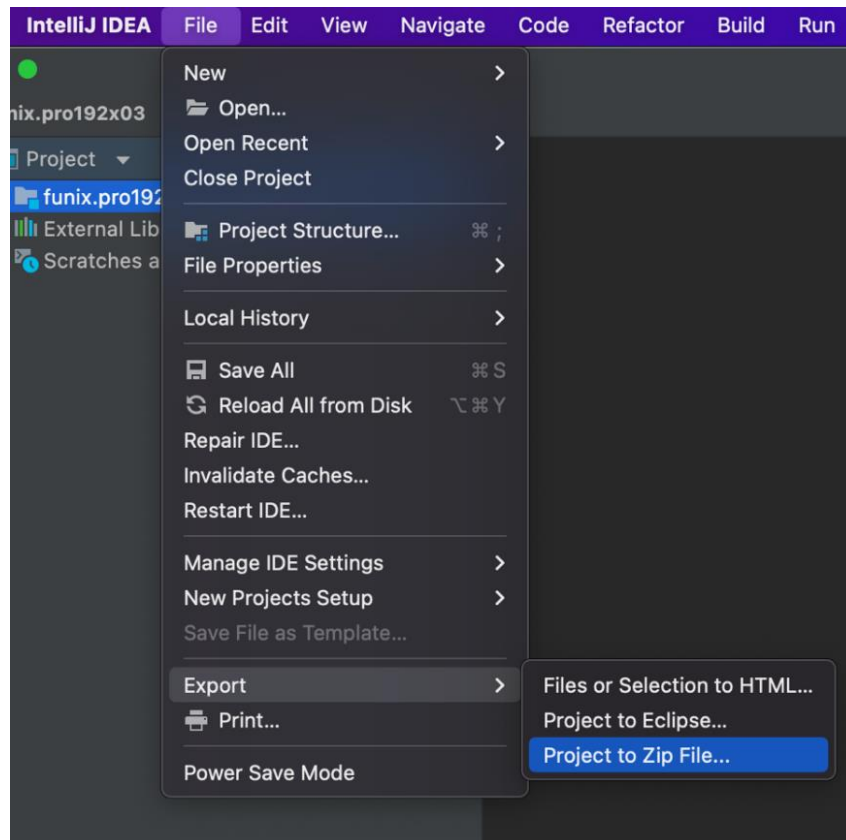 IntelliJ IDEA File Edit View Navigate Code Refactor Build Run
nix.pro192x03
Project
funix.pro192
External Lib
Scratches a
New
Open...
Open Recent
Close Project
Project Structure... ⌘ ;
File Properties
Local History
Save All ⌘ S
Reload All from Disk ⌥ ⌘ Y
Repair IDE...
Invalidate Caches...
Restart IDE...
Manage IDE Settings
New Projects Setup
Save File as Template...
Export
Print...
Power Save Mode
Files or Selection to HTML...
Project to Eclipse...
Project to Zip File...